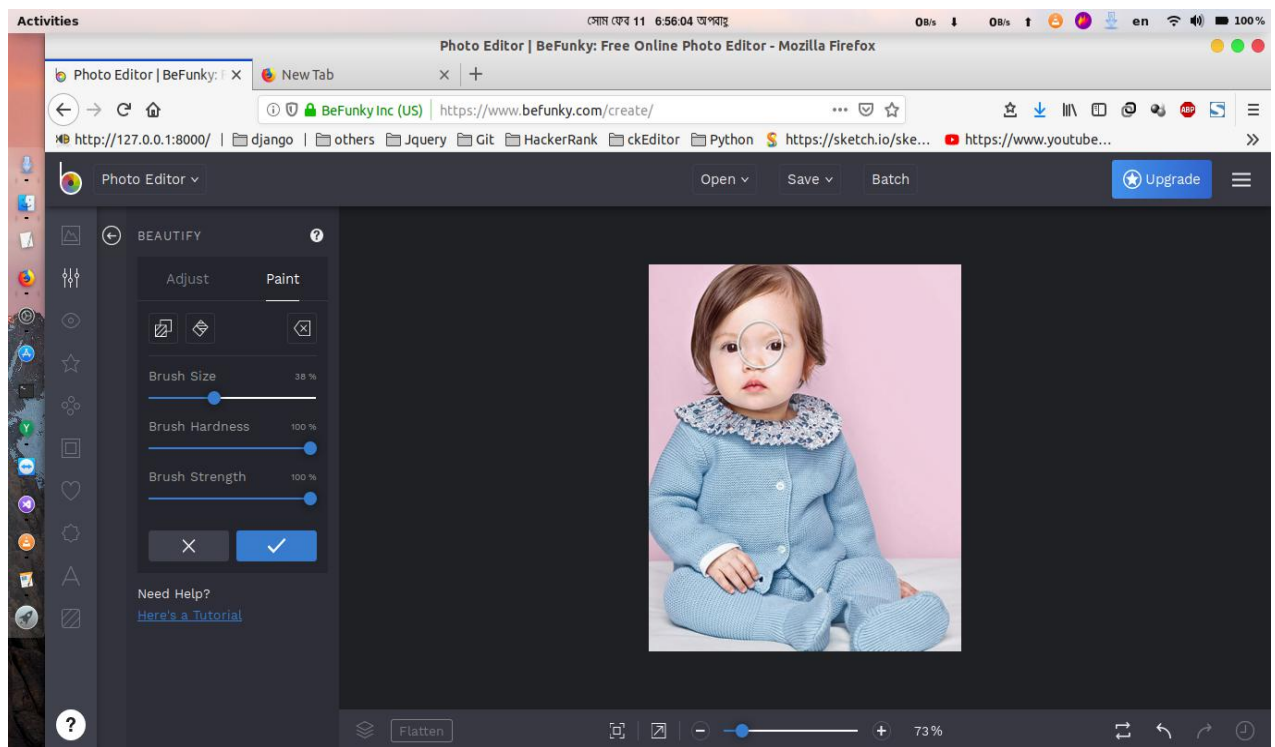 Activities
সোম ফেব 11 6:56:04 অপরাহ্ণ
0B/s
0B/s
en
100%
Photo Editor | BeFunky: Free Online Photo Editor - Mozilla Firefox
Photo Editor | BeFunky: F
New Tab
BeFunky Inc (US)
https://www.befunky.com/create/
ABP
http://127.0.0.1:8000/
django
others
Jquery
Git
HackerRank
ckEditor
Python
https://sketch.io/ske...
https://www.youtube...
Photo Editor
Open
Save
Batch
Upgrade
BEAUTIFY
?
Adjust
Paint
Brush Size
38 %
Brush Hardness
100 %
Brush Strength
100 %
Need Help?
Here's a Tutorial
?
Flatten
73%